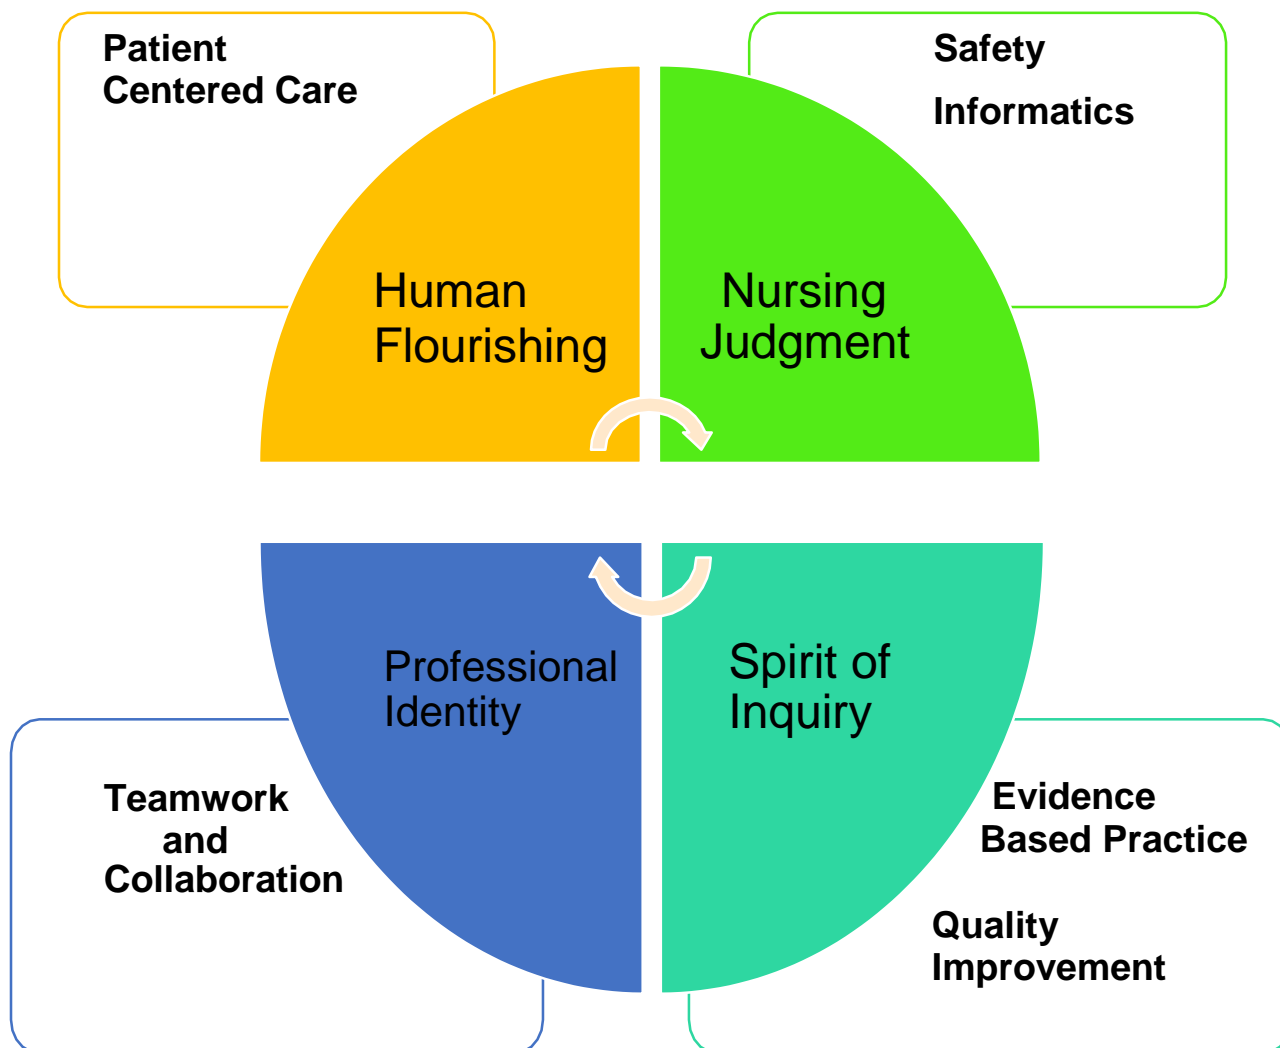 Patient
Centered Care
Safety
Informatics
Human
Flourishing
Nursing
Judgment
Professional
Identity
Spirit of
Inquiry
Teamwork
and
Collaboration
Evidence
Based Practice
Quality
Improvement